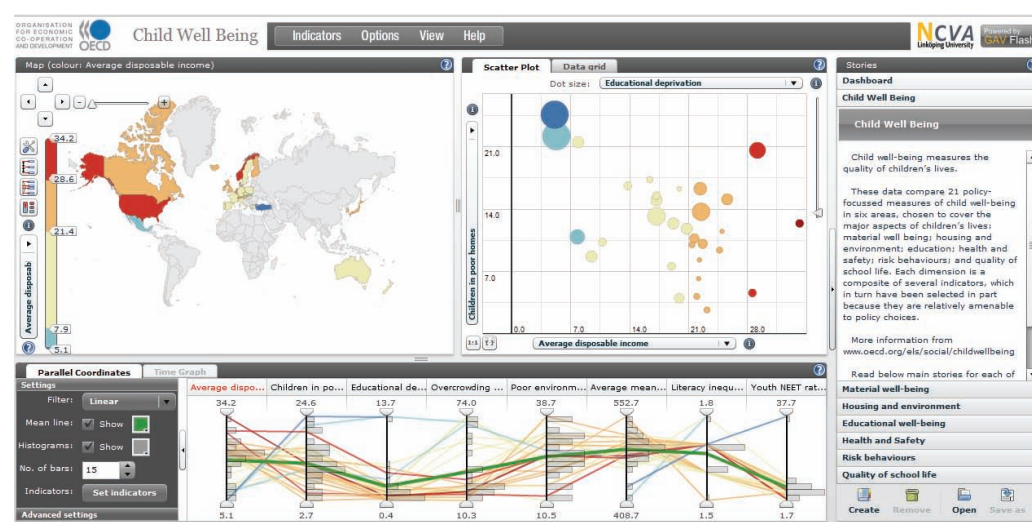 ORGANISATION
FOR ECONOMIC
CO-OPERATION
AND DEVELOPMENT
OECD
Child Well Being
Indicators Options View Help
NCVA
Linköping University
Powered by
GAV Flash
Map (colour: Average disposable income)
34.2
28.6
21.4
7.9
5.1
Average disposab
Scatter Plot Data grid
Dot size: Educational deprivation
Children in poor homes
21.0
14.0
7.0
0.0 7.0 14.0 21.0 28.0
1:1
Average disposable income
Stories
Dashboard
Child Well Being
Child Well Being
Child well-being measures the
quality of children's lives.
These data compare 21 policy-
focussed measures of child well-being
in six areas, chosen to cover the
major aspects of children's lives:
material well being; housing and
environment; education; health and
safety; risk behaviours; and quality of
school life. Each dimension is a
composite of several indicators, which
in turn have been selected in part
because they are relatively amenable
to policy choices.
More information from
www.oecd.org/els/social/childwellbeing
Read below main stories for each of
Material well-being
Housing and environment
Educational well-being
Health and Safety
Risk behaviours
Quality of school life
Create Remove Open Save as
Parallel Coordinates Time Graph
Settings
Filter: Linear
Mean line: Show
Histograms: Show
No. of bars: 15
Indicators: Set indicators
Advanced settings
Average dispo... Children in po... Educational de... Overcrowding ... Poor environm... Average mean... Literacy inequ... Youth NEET rat...
34.2 24.6 13.7 74.0 38.7 552.7 1.8 37.7
5.1 2.7 0.4 10.3 10.5 408.7 1.5 1.7